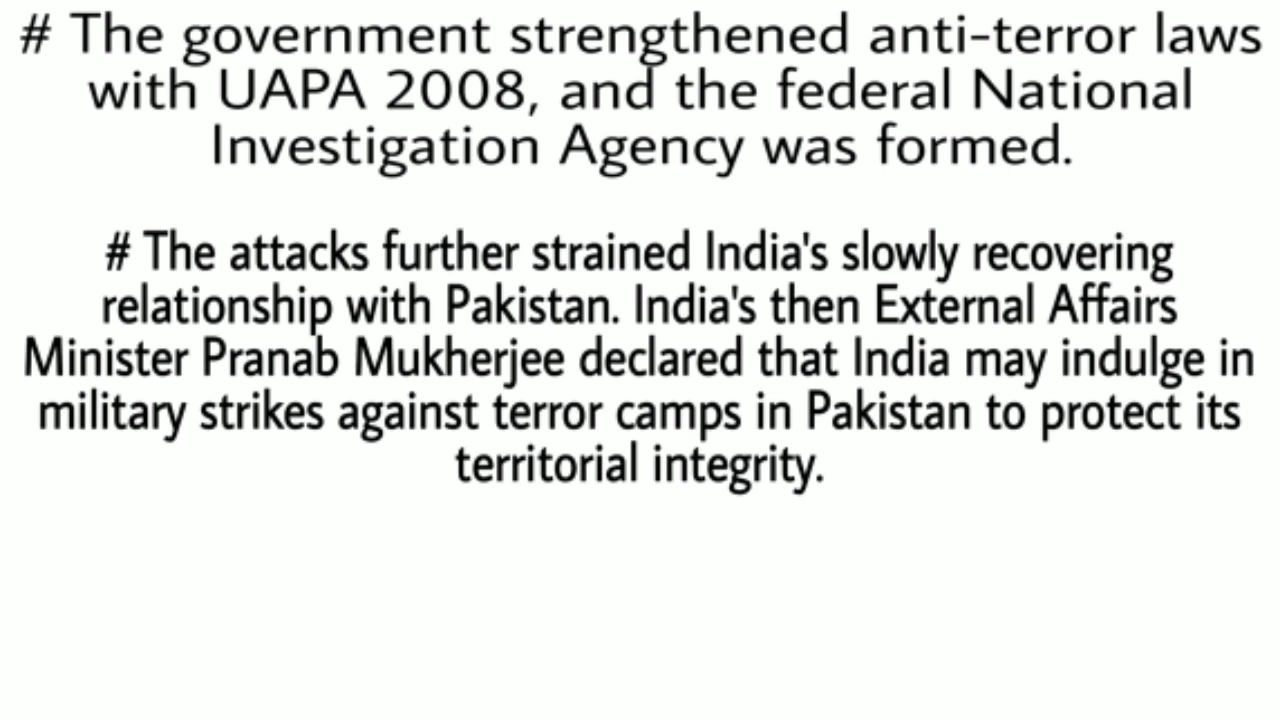 # The government strengthened anti-terror laws
with UAPA 2008, and the federal National
Investigation Agency was formed.
# The attacks further strained India's slowly recovering
relationship with Pakistan. India's then External Affairs
Minister Pranab Mukherjee declared that India may indulge in
military strikes against terror camps in Pakistan to protect its
territorial integrity.